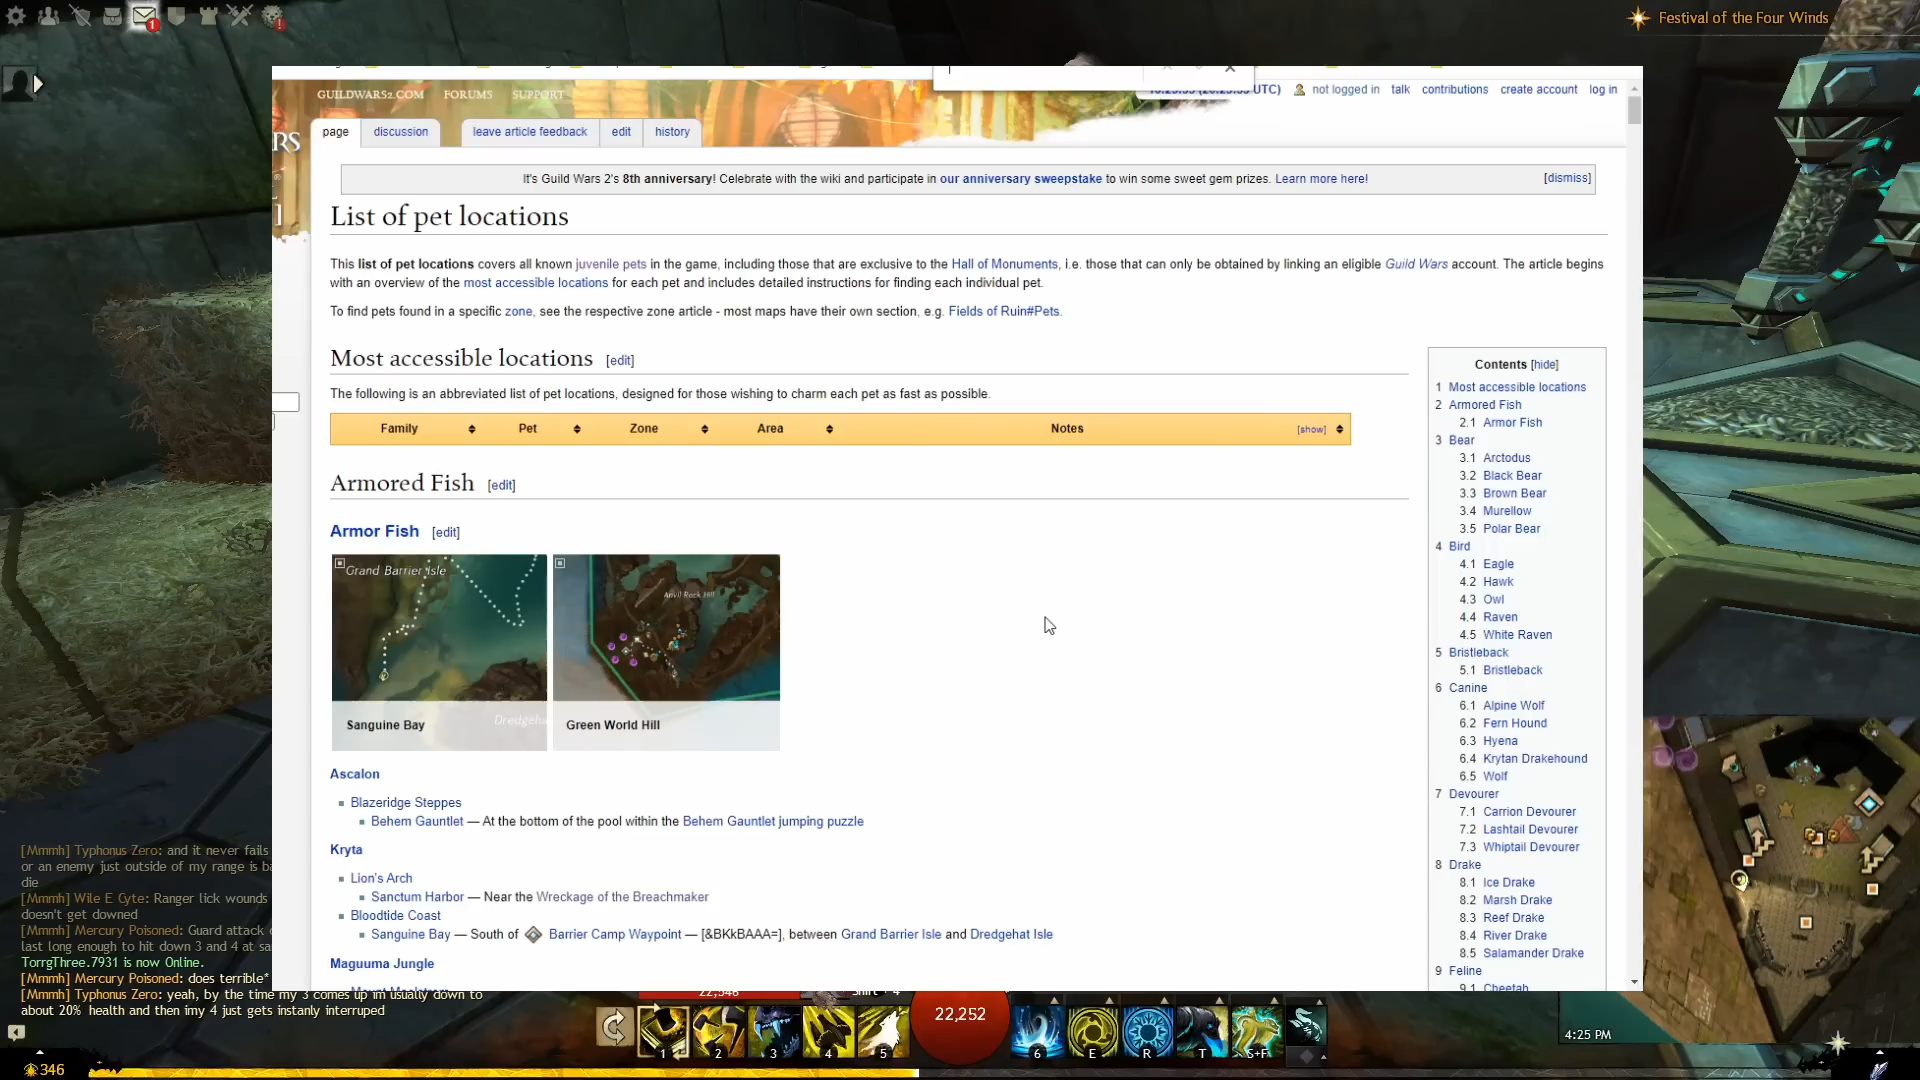 Festival of the Four Winds
GUILDWARS2.COM FORUMS SUPPORT
UTC) not logged in talk contributions create account log in
page discussion leave article feedback edit history
It's Guild Wars 2's 8th anniversary! Celebrate with the wiki and participate in our anniversary sweepstake to win some sweet gem prizes. Learn more here! [dismiss]
List of pet locations
This list of pet locations covers all known juvenile pets in the game, including those that are exclusive to the Hall of Monuments, i.e. those that can only be obtained by linking an eligible Guild Wars account. The article begins
with an overview of the most accessible locations for each pet and includes detailed instructions for finding each individual pet.
To find pets found in a specific zone, see the respective zone article - most maps have their own section, e.g. Fields of Ruin#Pets.
Most accessible locations [edit]
The following is an abbreviated list of pet locations, designed for those wishing to charm each pet as fast as possible.
Family Pet Zone Area Notes [show]
Armored Fish [edit]
Armor Fish [edit]
Grand Barrier Isle
Anvil Rock Hill
Sanguine Bay
Green World Hill
Ascalon
Blazeridge Steppes
Behem Gauntlet — At the bottom of the pool within the Behem Gauntlet jumping puzzle
Kryta
Lion's Arch
Sanctum Harbor — Near the Wreckage of the Breachmaker
Bloodtide Coast
Sanguine Bay — South of Barrier Camp Waypoint — [&BKkBAAA=], between Grand Barrier Isle and Dredgehat Isle
Maguuma Jungle
Contents [hide]
1 Most accessible locations
2 Armored Fish
2.1 Armor Fish
3 Bear
3.1 Arctodus
3.2 Black Bear
3.3 Brown Bear
3.4 Murellow
3.5 Polar Bear
4 Bird
4.1 Eagle
4.2 Hawk
4.3 Owl
4.4 Raven
4.5 White Raven
5 Bristleback
5.1 Bristleback
6 Canine
6.1 Alpine Wolf
6.2 Fern Hound
6.3 Hyena
6.4 Krytan Drakehound
6.5 Wolf
7 Devourer
7.1 Carrion Devourer
7.2 Lashtail Devourer
7.3 Whiptail Devourer
8 Drake
8.1 Ice Drake
8.2 Marsh Drake
8.3 Reef Drake
8.4 River Drake
8.5 Salamander Drake
9 Feline
9.1 Cheetah
[Mmmh] Typhonus Zero: and it never fails
or an enemy just outside of my range is
die
[Mmmh] Wile E Cyte: Ranger lick wounds
doesn't get downed
[Mmmh] Mercury Poisoned: Guard attack
last long enough to hit down 3 and 4 at
TorrgThree.7931 is now Online.
[Mmmh] Mercury Poisoned: does terrible*
[Mmmh] Typhonus Zero: yeah, by the time my 3 comes up im usually down to
about 20% health and then imy 4 just gets instanly interruped
22,252
1 2 3 4 5 6 E R T S+F
4:25 PM
346